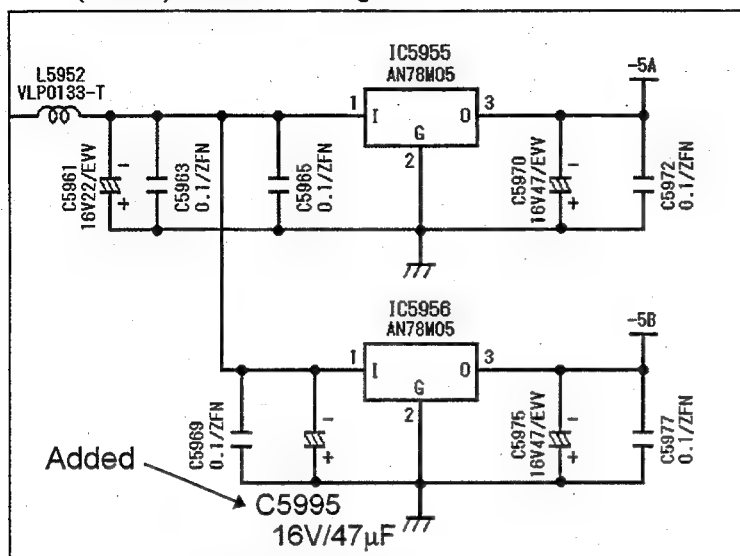 IC5955
AN78M05
L5952
VLP0133-T
-5A
1
I
O
3
G
2
C5961
16V22/EVV
-
+
C5963
0.1/ZFN
C5965
0.1/ZFN
C5970
16V47/EVV
-
+
C5972
0.1/ZFN
IC5956
AN78M05
-5B
1
I
O
3
G
2
C5969
0.1/ZFN
-
+
C5975
16V47/EVV
-
+
C5977
0.1/ZFN
Added
C5995
16V/47µF